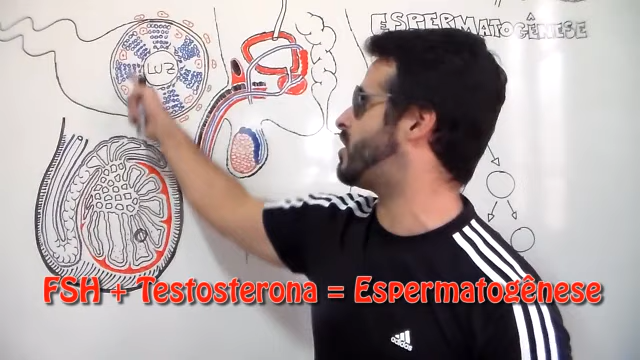 ESPERMATOGÊNESE
LUZ
FSH + Testosterona = Espermatogênese
adidas